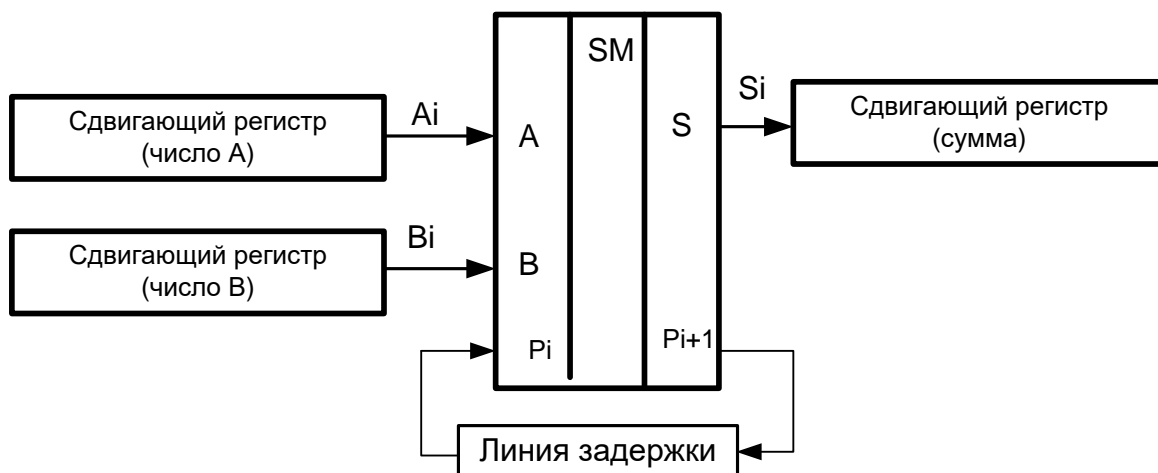 Сдвигающий регистр
(число А)
Ai
Сдвигающий регистр
(число В)
Bi
A
B
Pi
SM
S
Pi+1
Si
Сдвигающий регистр
(сумма)
Линия задержки